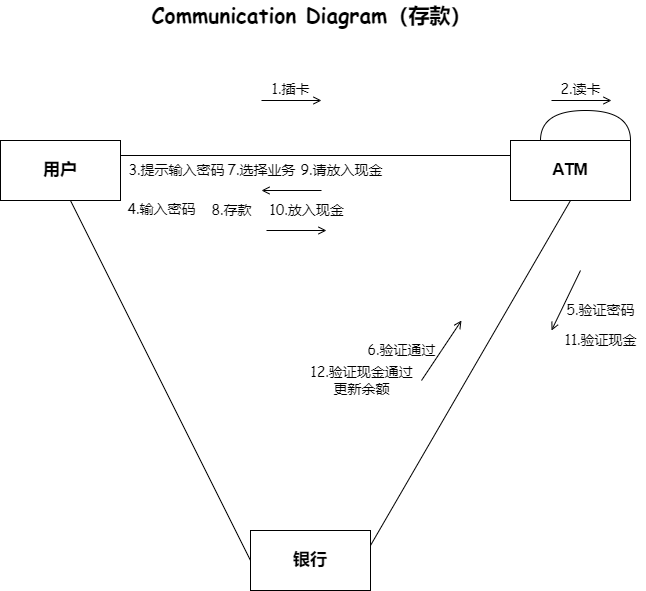 Communication Diagram (存款)
1.插卡
2.读卡
用户
ATM
3.提示输入密码 7.选择业务 9.请放入现金
4.输入密码 8.存款 10.放入现金
5.验证密码
11.验证现金
6.验证通过
12.验证现金通过
更新余额
银行